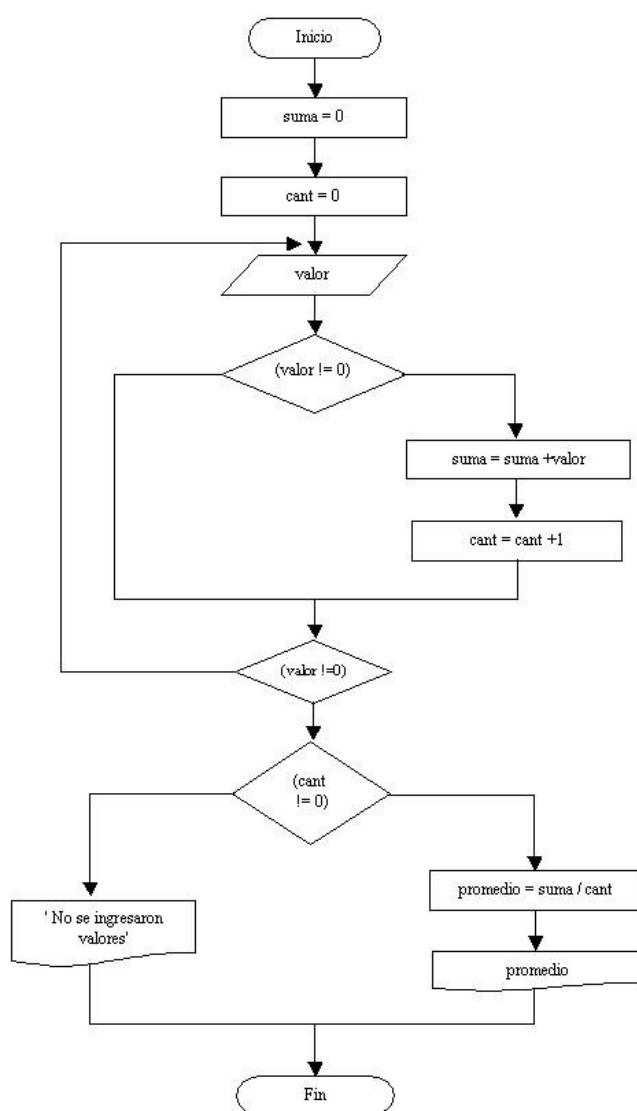 Inicio
suma = 0
cant = 0
valor
(valor != 0)
suma = suma +valor
cant = cant +1
(valor !=0)
(cant
!= 0)
' No se ingresaron
valores'
promedio = suma / cant
promedio
Fin